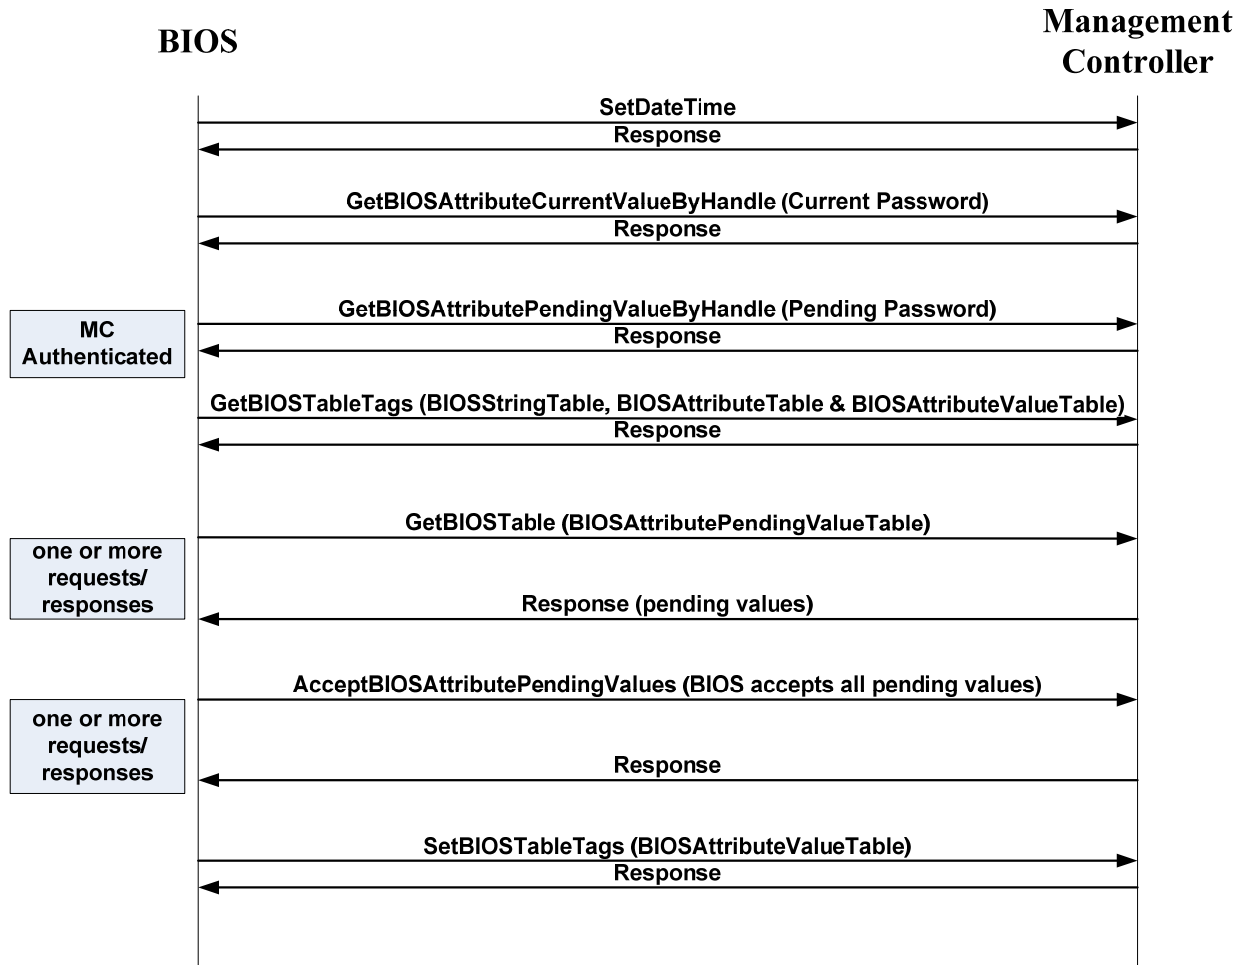 BIOS
Management
Controller
SetDateTime
Response
GetBIOSAttributeCurrentValueByHandle (Current Password)
Response
GetBIOSAttributePendingValueByHandle (Pending Password)
Response
MC
Authenticated
GetBIOSTableTags (BIOSStringTable, BIOSAttributeTable & BIOSAttributeValueTable)
Response
GetBIOSTable (BIOSAttributePendingValueTable)
one or more
requests/
responses
Response (pending values)
AcceptBIOSAttributePendingValues (BIOS accepts all pending values)
one or more
requests/
responses
Response
SetBIOSTableTags (BIOSAttributeValueTable)
Response